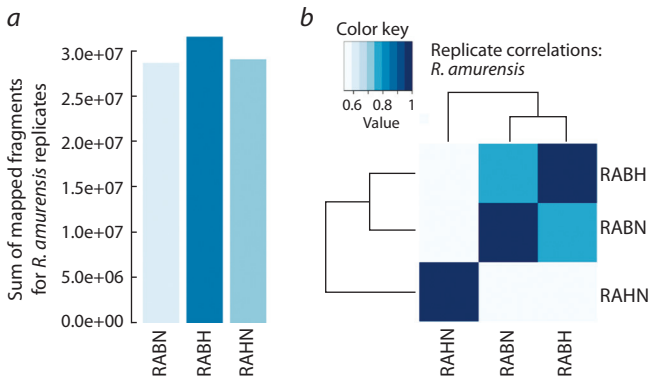 a
Sum of mapped fragments
for R. amurensis replicates
3.0e+07
2.5e+07
2.0e+07
1.5e+07
1.0e+07
5.0e+06
0.0e+00
RABN
RABH
RAHN
b
Color key
0.6 0.8 1
Value
Replicate correlations:
R. amurensis
RABH
RABN
RAHN
RAHN
RABN
RABH